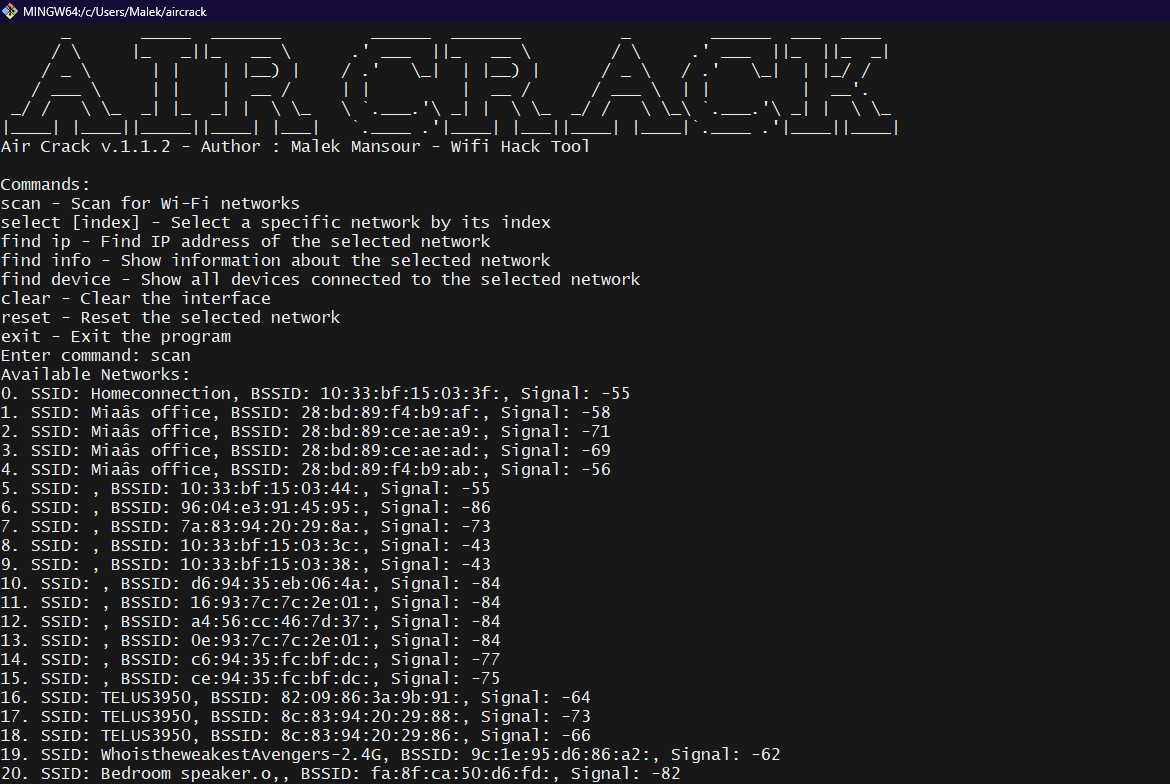 MINGW64:/c/Users/Malek/aircrack
AIR CRACK
Air Crack v.1.1.2 - Author : Malek Mansour - Wifi Hack Tool
Commands:
scan - Scan for Wi-Fi networks
select [index] - Select a specific network by its index
find ip - Find IP address of the selected network
find info - Show information about the selected network
find device - Show all devices connected to the selected network
clear - Clear the interface
reset - Reset the selected network
exit - Exit the program
Enter command: scan
Available Networks:
0. SSID: Homeconnection, BSSID: 10:33:bf:15:03:3f:, Signal: -55
1. SSID: Miaâs office, BSSID: 28:bd:89:f4:b9:af:, Signal: -58
2. SSID: Miaâs office, BSSID: 28:bd:89:ce:ae:a9:, Signal: -71
3. SSID: Miaâs office, BSSID: 28:bd:89:ce:ae:ad:, Signal: -69
4. SSID: Miaâs office, BSSID: 28:bd:89:f4:b9:ab:, Signal: -56
5. SSID: , BSSID: 10:33:bf:15:03:44:, Signal: -55
6. SSID: , BSSID: 96:04:e3:91:45:95:, Signal: -86
7. SSID: , BSSID: 7a:83:94:20:29:8a:, Signal: -73
8. SSID: , BSSID: 10:33:bf:15:03:3c:, Signal: -43
9. SSID: , BSSID: 10:33:bf:15:03:38:, Signal: -43
10. SSID: , BSSID: d6:94:35:eb:06:4a:, Signal: -84
11. SSID: , BSSID: 16:93:7c:7c:2e:01:, Signal: -84
12. SSID: , BSSID: a4:56:cc:46:7d:37:, Signal: -84
13. SSID: , BSSID: 0e:93:7c:7c:2e:01:, Signal: -84
14. SSID: , BSSID: c6:94:35:fc:bf:dc:, Signal: -77
15. SSID: , BSSID: ce:94:35:fc:bf:dc:, Signal: -75
16. SSID: TELUS3950, BSSID: 82:09:86:3a:9b:91:, Signal: -64
17. SSID: TELUS3950, BSSID: 8c:83:94:20:29:88:, Signal: -73
18. SSID: TELUS3950, BSSID: 8c:83:94:20:29:86:, Signal: -66
19. SSID: WhoistheweakestAvengers-2.4G, BSSID: 9c:1e:95:d6:86:a2:, Signal: -62
20. SSID: Bedroom speaker.o,, BSSID: fa:8f:ca:50:d6:fd:, Signal: -82